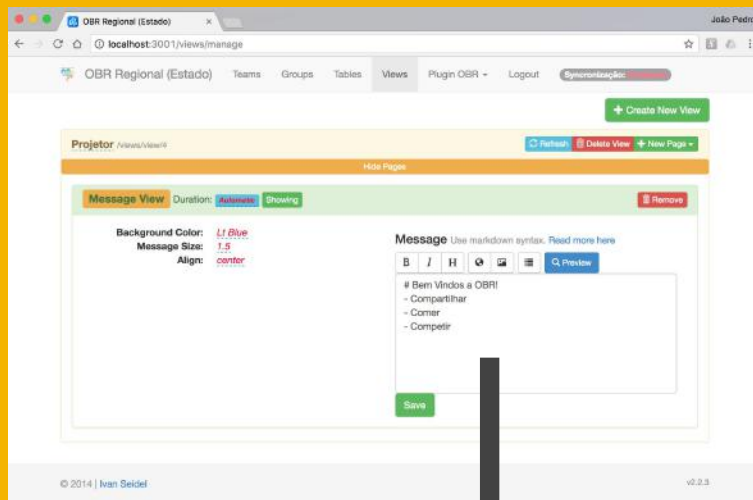 OBR Regional (Estado)
João Pedro
localhost:3001/views/manage
OBR Regional (Estado) Teams Groups Tables Views Plugin OBR Logout Syncronização:
+ Create New View
Projetor /views/view/# Refresh Delete View + New Page
Hide Pages
Message View Duration: Automatic Showing Remove
Background Color: Lt Blue
Message Size: 1.5
Align: center
Message Use markdown syntax. Read more here
B I H Preview
# Bem Vindos a OBR!
- Compartilhar
- Comer
- Competir
Save
© 2014 | Ivan Seidel v2.2.3